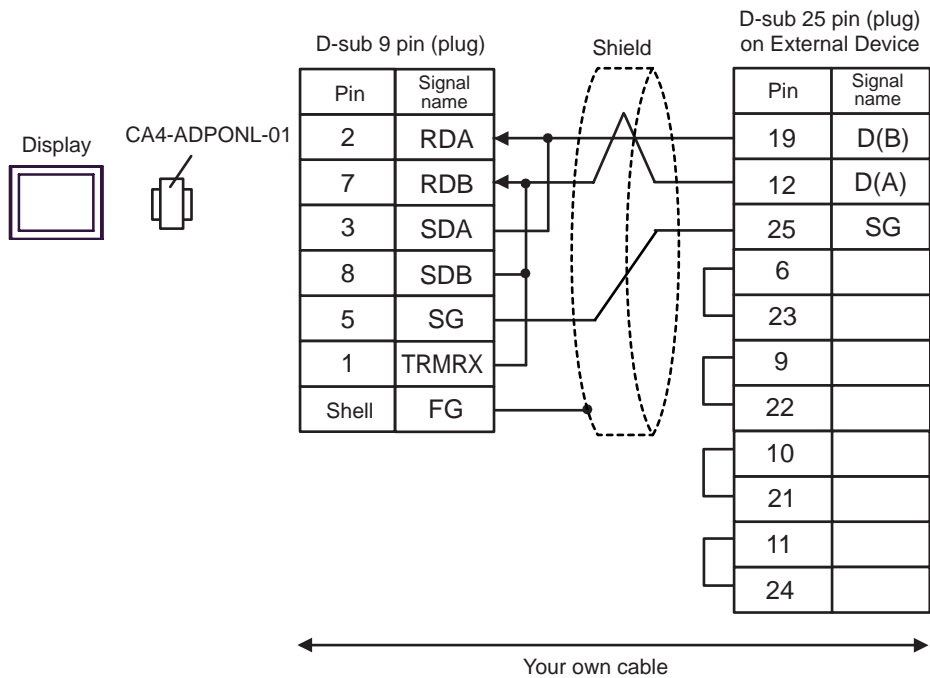 D-sub 25 pin (plug)
on External Device
D-sub 9 pin (plug)
Shield
Pin
Signal
name
Pin
Signal
name
Display
CA4-ADPONL-01
2
RDA
19
D(B)
7
RDB
12
D(A)
3
SDA
25
SG
8
SDB
6
5
SG
23
1
TRMRX
9
Shell
FG
22
10
21
11
24
Your own cable